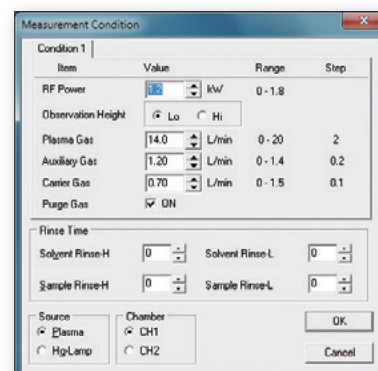 Measurement Condition
Condition 1
Item Value Range Step
RF Power 1.2 kW 0 - 1.8
Observation Height Lo Hi
Plasma Gas 14.0 L/min 0 - 20 2
Auxiliary Gas 1.20 L/min 0 - 1.4 0.2
Carrier Gas 0.70 L/min 0 - 1.5 0.1
Purge Gas ON
Rinse Time
Solvent Rinse-H 0 Solvent Rinse-L 0
Sample Rinse-H 0 Sample Rinse-L 0
Source Chamber
Plasma CH1 OK
Hg-Lamp CH2 Cancel